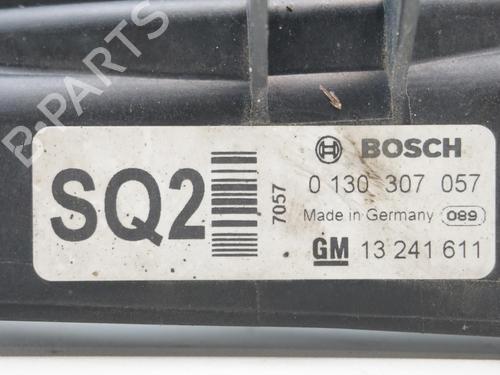 B-PARTS
SQ2
7057
BOSCH
0 130 307 057
Made in Germany 089
GM 13 241 611